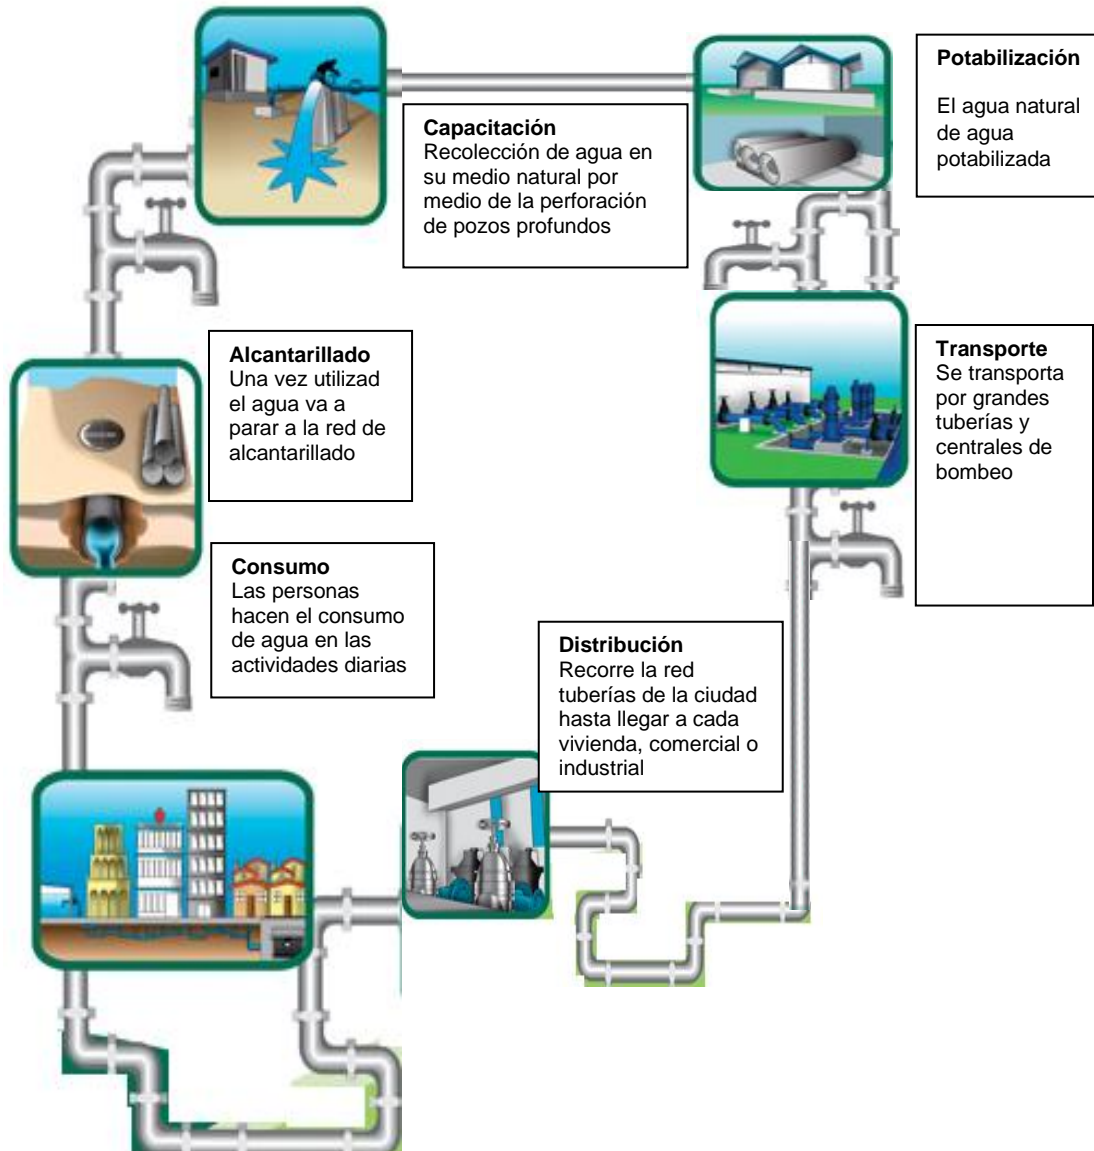 Capacitación
Recolección de agua en
su medio natural por
medio de la perforación
de pozos profundos
Potabilización
El agua natural
de agua
potabilizada
Alcantarillado
Una vez utilizad
el agua va a
parar a la red de
alcantarillado
Transporte
Se transporta
por grandes
tuberías y
centrales de
bombeo
Consumo
Las personas
hacen el consumo
de agua en las
actividades diarias
Distribución
Recorre la red
tuberías de la ciudad
hasta llegar a cada
vivienda, comercial o
industrial